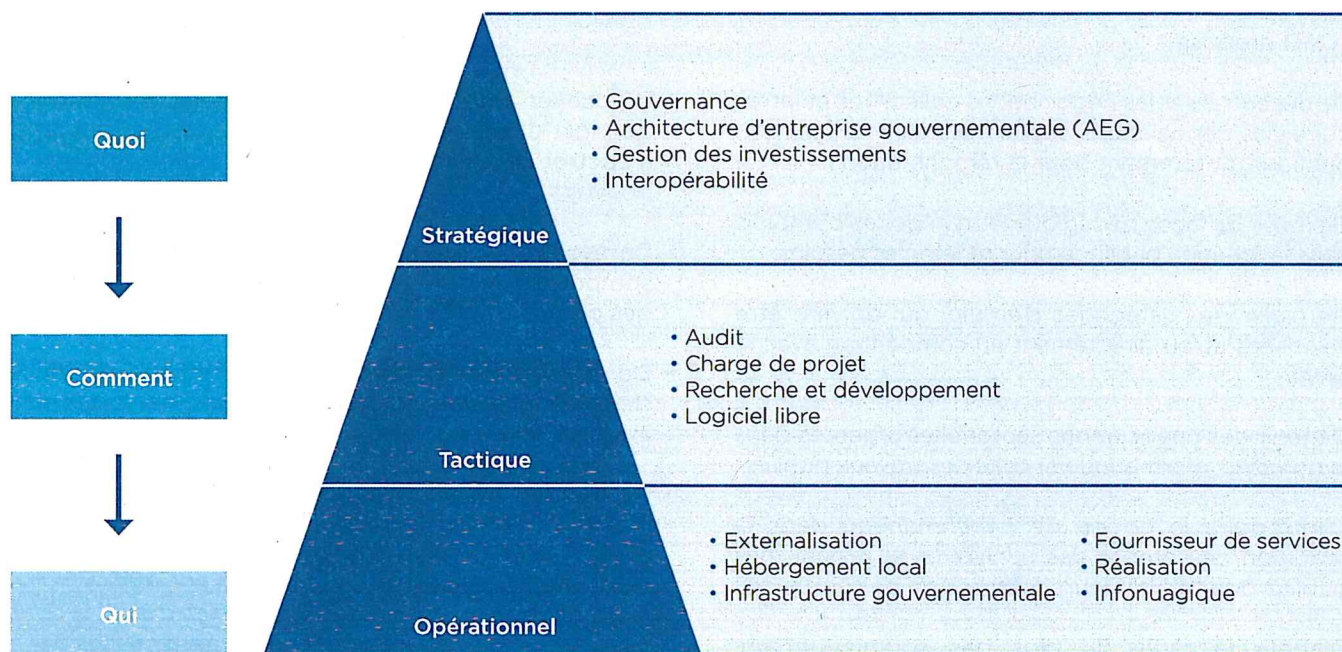 Quoi
• Gouvernance
• Architecture d'entreprise gouvernementale (AEG)
• Gestion des investissements
• Interopérabilité
Stratégique
Comment
• Audit
• Charge de projet
• Recherche et développement
• Logiciel libre
Tactique
Qui
• Externalisation
• Hébergement local
• Infrastructure gouvernementale
• Fournisseur de services
• Réalisation
• Infonuagique
Opérationnel